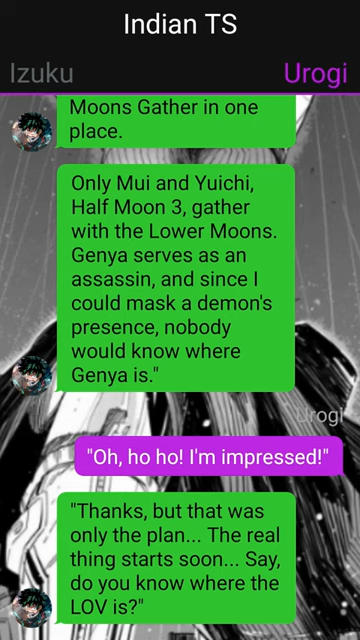 Indian TS
Izuku
Urogi
Moons Gather in one
place.
Only Mui and Yuichi,
Half Moon 3, gather
with the Lower Moons.
Genya serves as an
assassin, and since I
could mask a demon's
presence, nobody
would know where
Genya is."
Urogi
"Oh, ho ho! I'm impressed!"
"Thanks, but that was
only the plan... The real
thing starts soon... Say,
do you know where the
LOV is?"